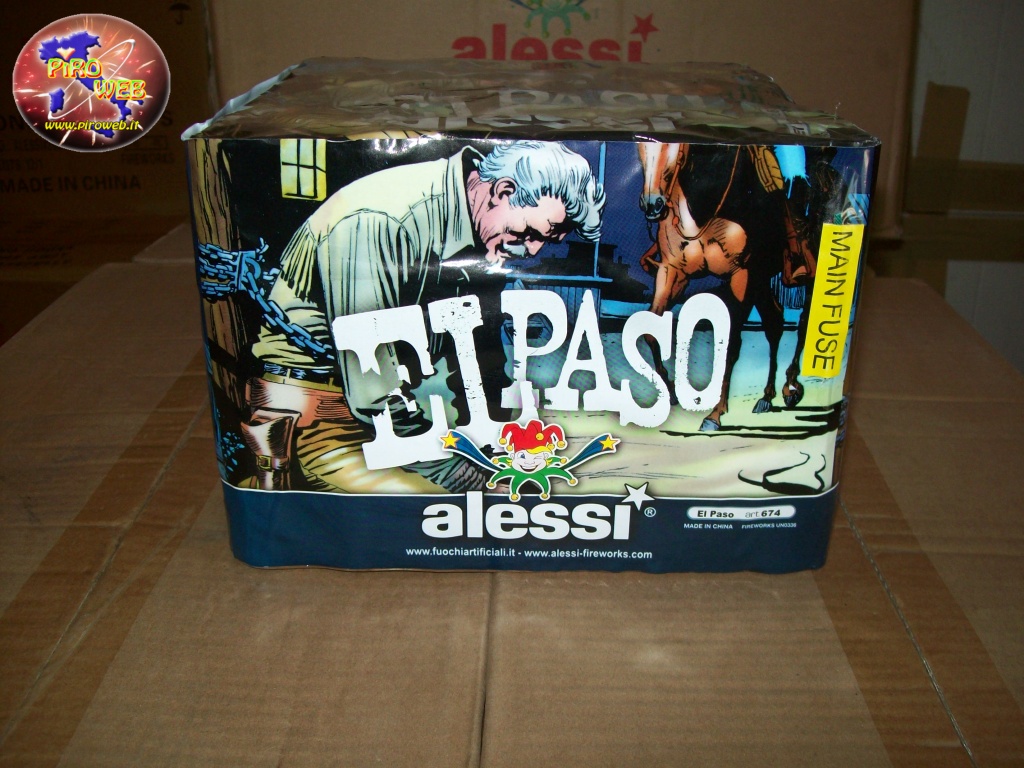 PiRO
WEB
www.piroweb.it
alessi
MADE IN CHINA
FIREWORKS
MAIN FUSE
EL PASO
alessi®
El Paso art.674
MADE IN CHINA FIREWORKS UN0336
www.fuochiartificiali.it - www.alessi-fireworks.com